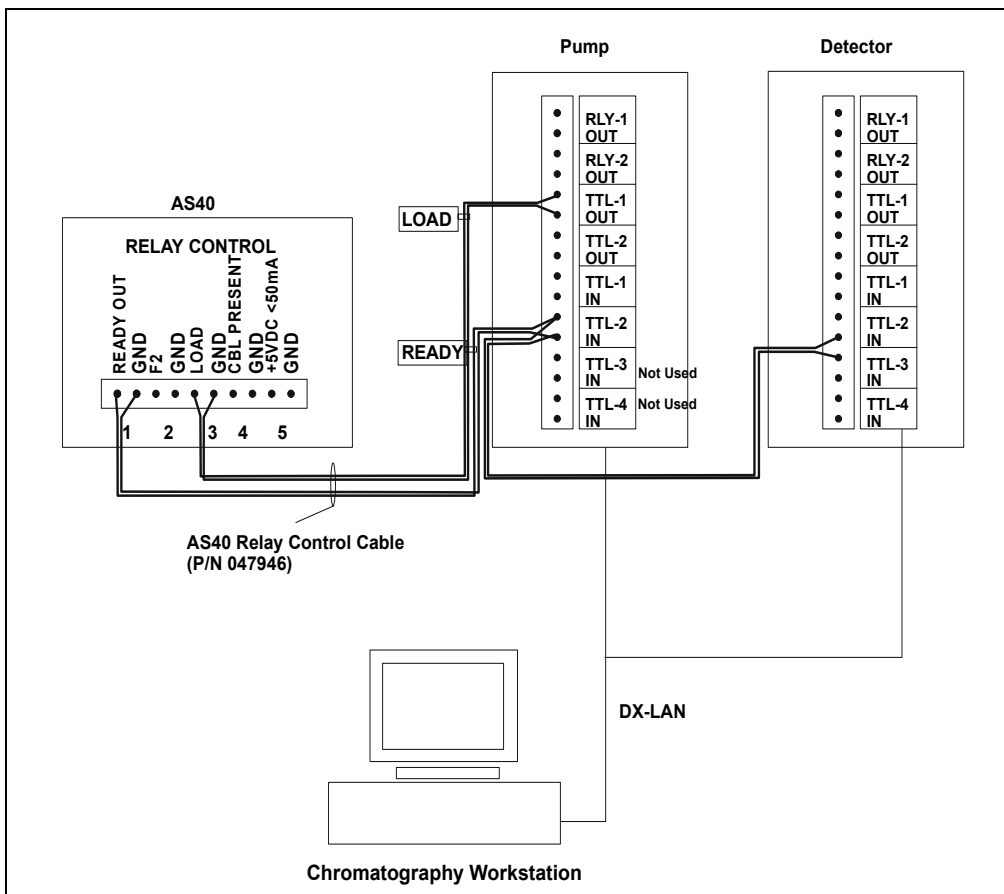 Pump
Detector
AS40
RELAY CONTROL
READY OUT
GND
F2
GND
LOAD
GND
CBL PRESENT
GND
+5VDC <50mA
GND
1 2 3 4 5
LOAD
READY
RLY-1
OUT
RLY-2
OUT
TTL-1
OUT
TTL-2
OUT
TTL-1
IN
TTL-2
IN
TTL-3
IN
Not Used
TTL-4
IN
Not Used
RLY-1
OUT
RLY-2
OUT
TTL-1
OUT
TTL-2
OUT
TTL-1
IN
TTL-2
IN
TTL-3
IN
TTL-4
IN
AS40 Relay Control Cable
(P/N 047946)
DX-LAN
Chromatography Workstation